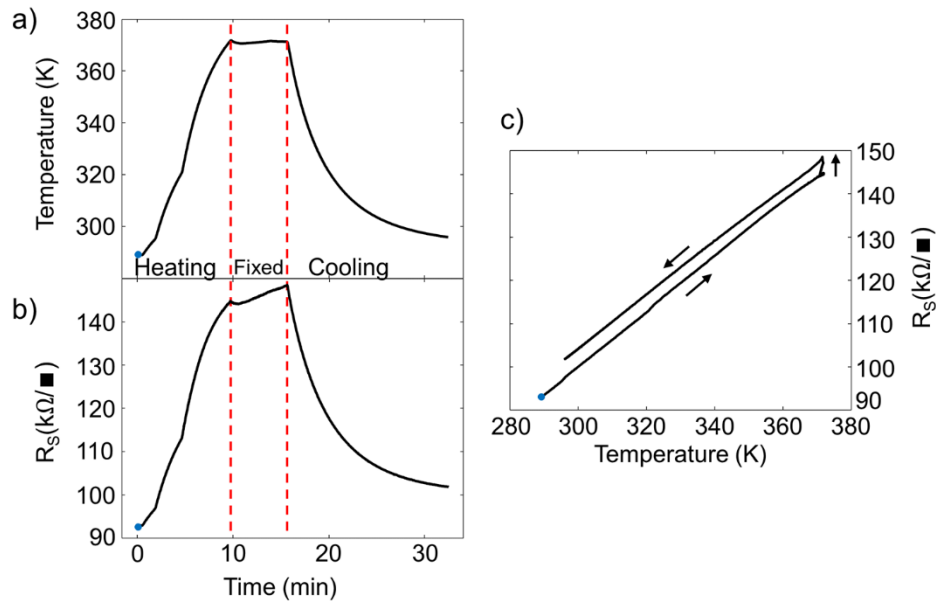 a)
380
360
340
320
300
Temperature (K)
Heating
Fixed
Cooling
b)
140
130
120
110
100
90
Rs(kΩ/■)
0
10
20
30
Time (min)
c)
150
140
130
120
110
100
90
Rs(kΩ/■)
280
300
320
340
360
380
Temperature (K)